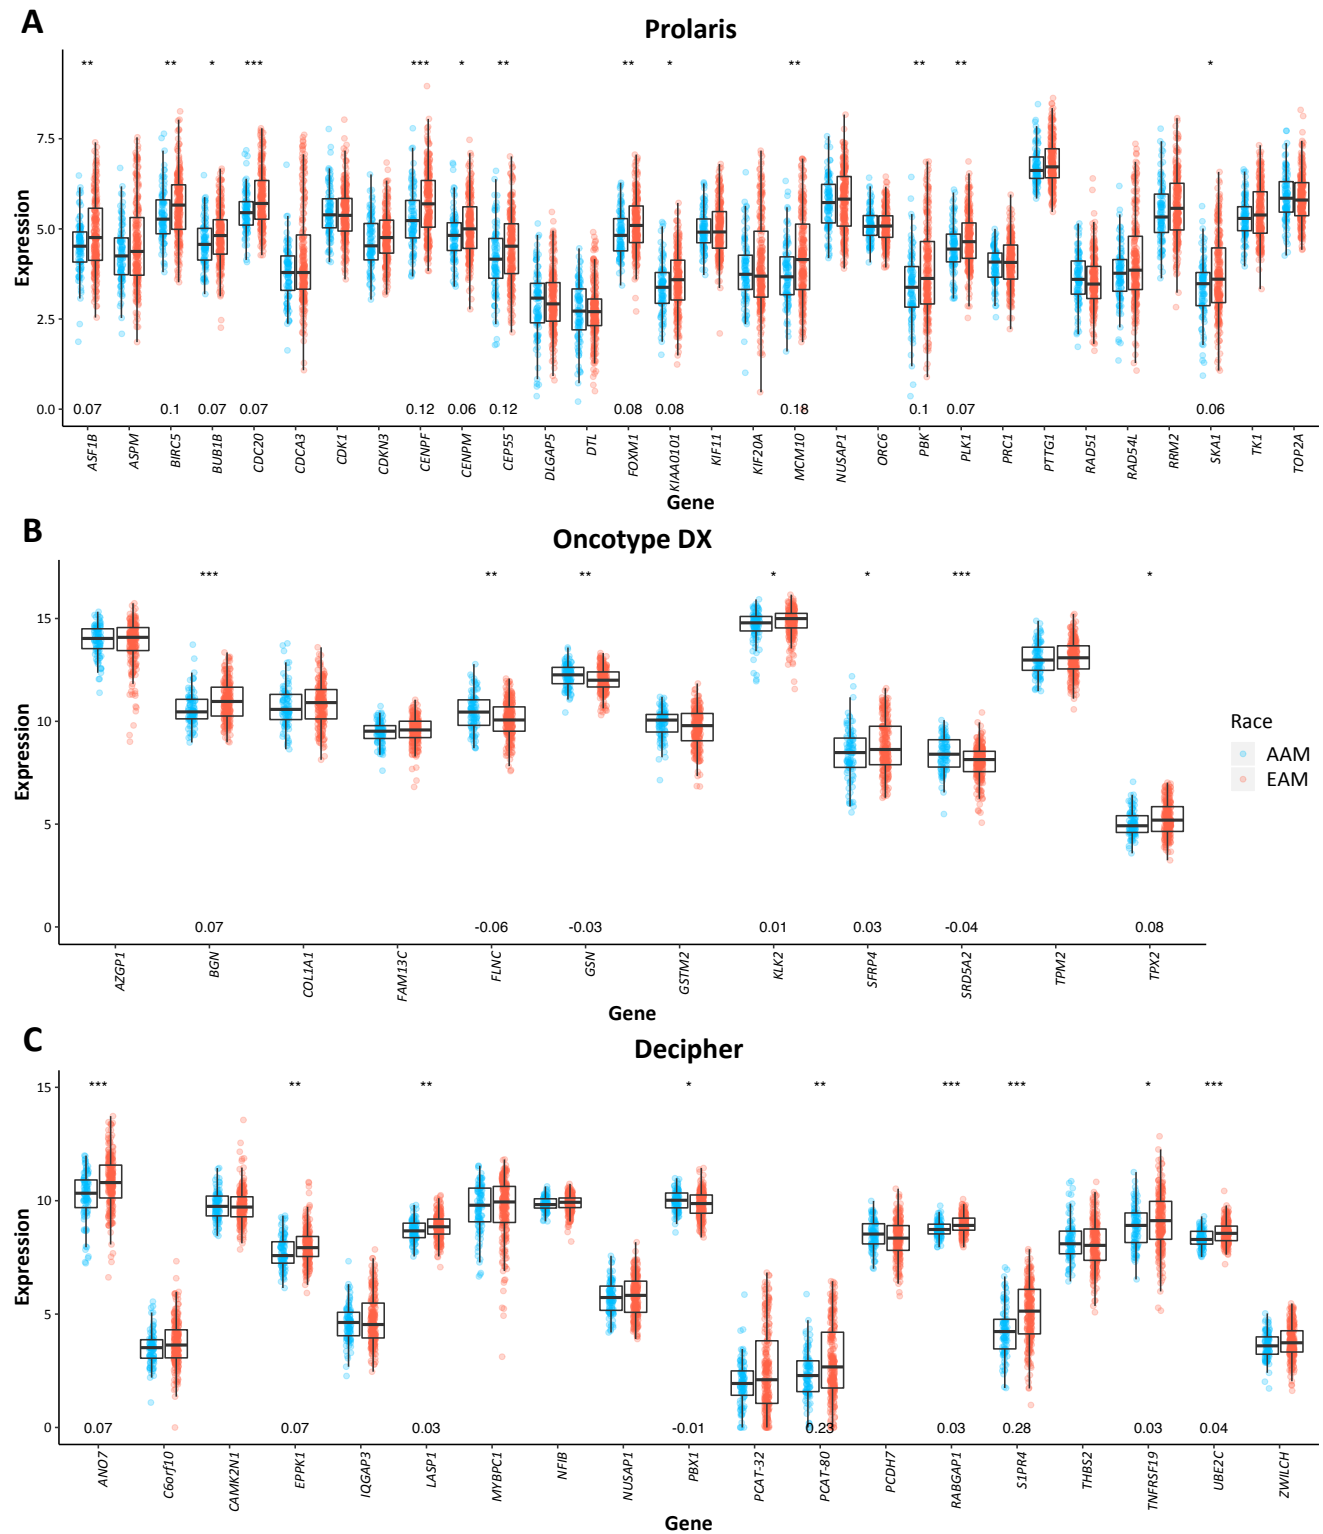 A
Prolaris
** ** * *** *** * ** ** * ** ** ** *
7.5
5.0
2.5
0.0
Expression
0.07 0.1 0.07 0.07 0.12 0.06 0.12 0.08 0.08 0.18 0.1 0.07 0.06
ASF1B ASPM BIRC5 BUB1B CDC20 CDCA3 CDK1 CDKN3 CENPF CENPM CEP55 DLGAP5 DTL FOXM1 KIAA0101 KIF11 KIF20A MCM10 NUSAP1 ORC6 PBK PLK1 PRC1 PTTG1 RAD51 RAD54L RRM2 SKA1 TK1 TOP2A
Gene
B
Oncotype DX
*** ** ** * * *** *
15
10
5
0
Expression
0.07 -0.06 -0.03 0.01 0.03 -0.04 0.08
AZGP1 BGN COL1A1 FAM13C FLNC GSN GSTM2 KLK2 SFRP4 SRD5A2 TPM2 TPX2
Gene
Race
AAM
EAM
C
Decipher
*** ** ** * ** *** *** * ***
15
10
5
0
Expression
0.07 0.07 0.03 -0.01 0.23 0.03 0.28 0.03 0.04
ANO7 C6orf10 CAMK2N1 EPPK1 IQGAP3 LASP1 MYBPC1 NFIB NUSAP1 PBX1 PCAT-32 PCAT-80 PCDH7 RABGAP1 S1PR4 THBS2 TNFRSF19 UBE2C ZWILCH
Gene